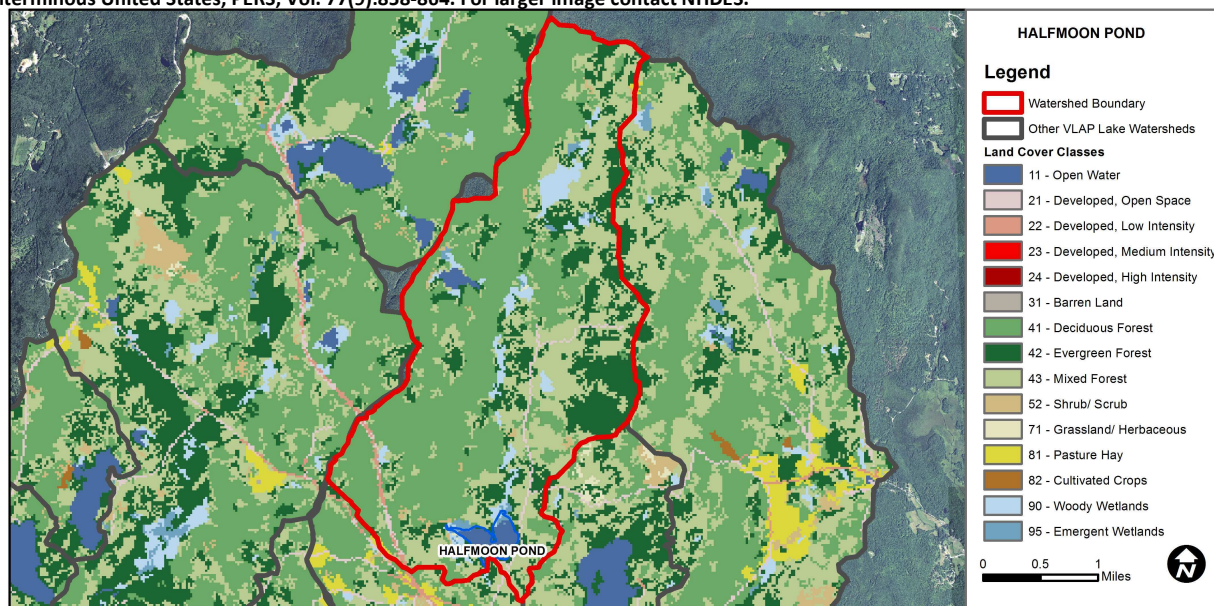 terminous United States, PERS, Vol. 77(9):858-864. For larger image contact NHDES.
HALFMOON POND
Legend
Watershed Boundary
Other VLAP Lake Watersheds
Land Cover Classes
11 - Open Water
21 - Developed, Open Space
22 - Developed, Low Intensity
23 - Developed, Medium Intensity
24 - Developed, High Intensity
31 - Barren Land
41 - Deciduous Forest
42 - Evergreen Forest
43 - Mixed Forest
52 - Shrub/ Scrub
71 - Grassland/ Herbaceous
81 - Pasture Hay
82 - Cultivated Crops
90 - Woody Wetlands
95 - Emergent Wetlands
0 0.5 1
Miles
N
HALFMOON POND